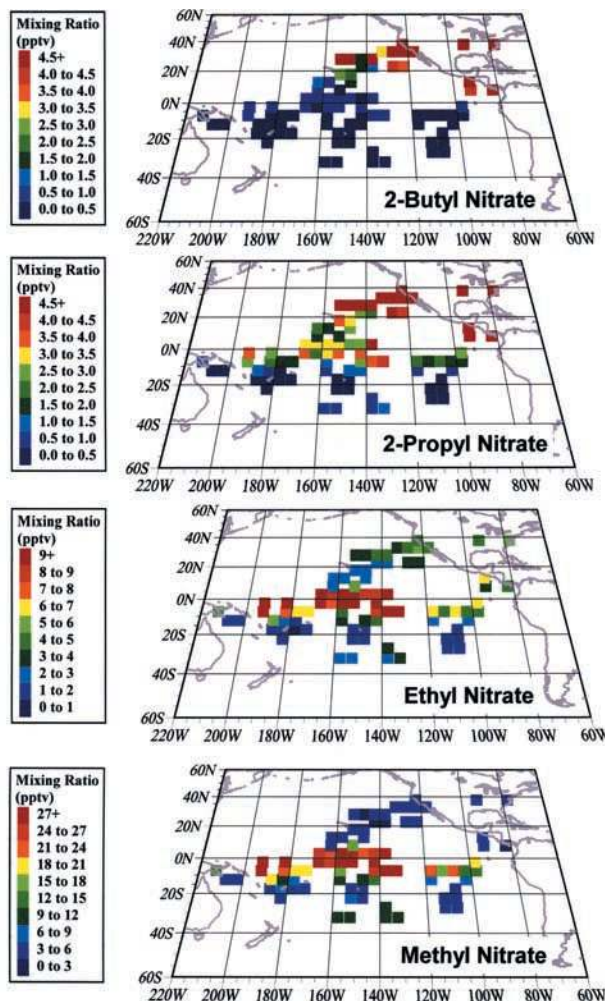 Mixing Ratio
(pptv)
4.5+
4.0 to 4.5
3.5 to 4.0
3.0 to 3.5
2.5 to 3.0
2.0 to 2.5
1.5 to 2.0
1.0 to 1.5
0.5 to 1.0
0.0 to 0.5
60N
40N
20N
0N
20S
40S
60S
2-Butyl Nitrate
220W 200W 180W 160W 140W 120W 100W 80W 60W
Mixing Ratio
(pptv)
4.5+
4.0 to 4.5
3.5 to 4.0
3.0 to 3.5
2.5 to 3.0
2.0 to 2.5
1.5 to 2.0
1.0 to 1.5
0.5 to 1.0
0.0 to 0.5
60N
40N
20N
0N
20S
40S
60S
2-Propyl Nitrate
220W 200W 180W 160W 140W 120W 100W 80W 60W
Mixing Ratio
(pptv)
9+
8 to 9
7 to 8
6 to 7
5 to 6
4 to 5
3 to 4
2 to 3
1 to 2
0 to 1
60N
40N
20N
0N
20S
40S
60S
Ethyl Nitrate
220W 200W 180W 160W 140W 120W 100W 80W 60W
Mixing Ratio
(pptv)
27+
24 to 27
21 to 24
18 to 21
15 to 18
12 to 15
9 to 12
6 to 9
3 to 6
0 to 3
60N
40N
20N
0N
20S
40S
60S
Methyl Nitrate
220W 200W 180W 160W 140W 120W 100W 80W 60W